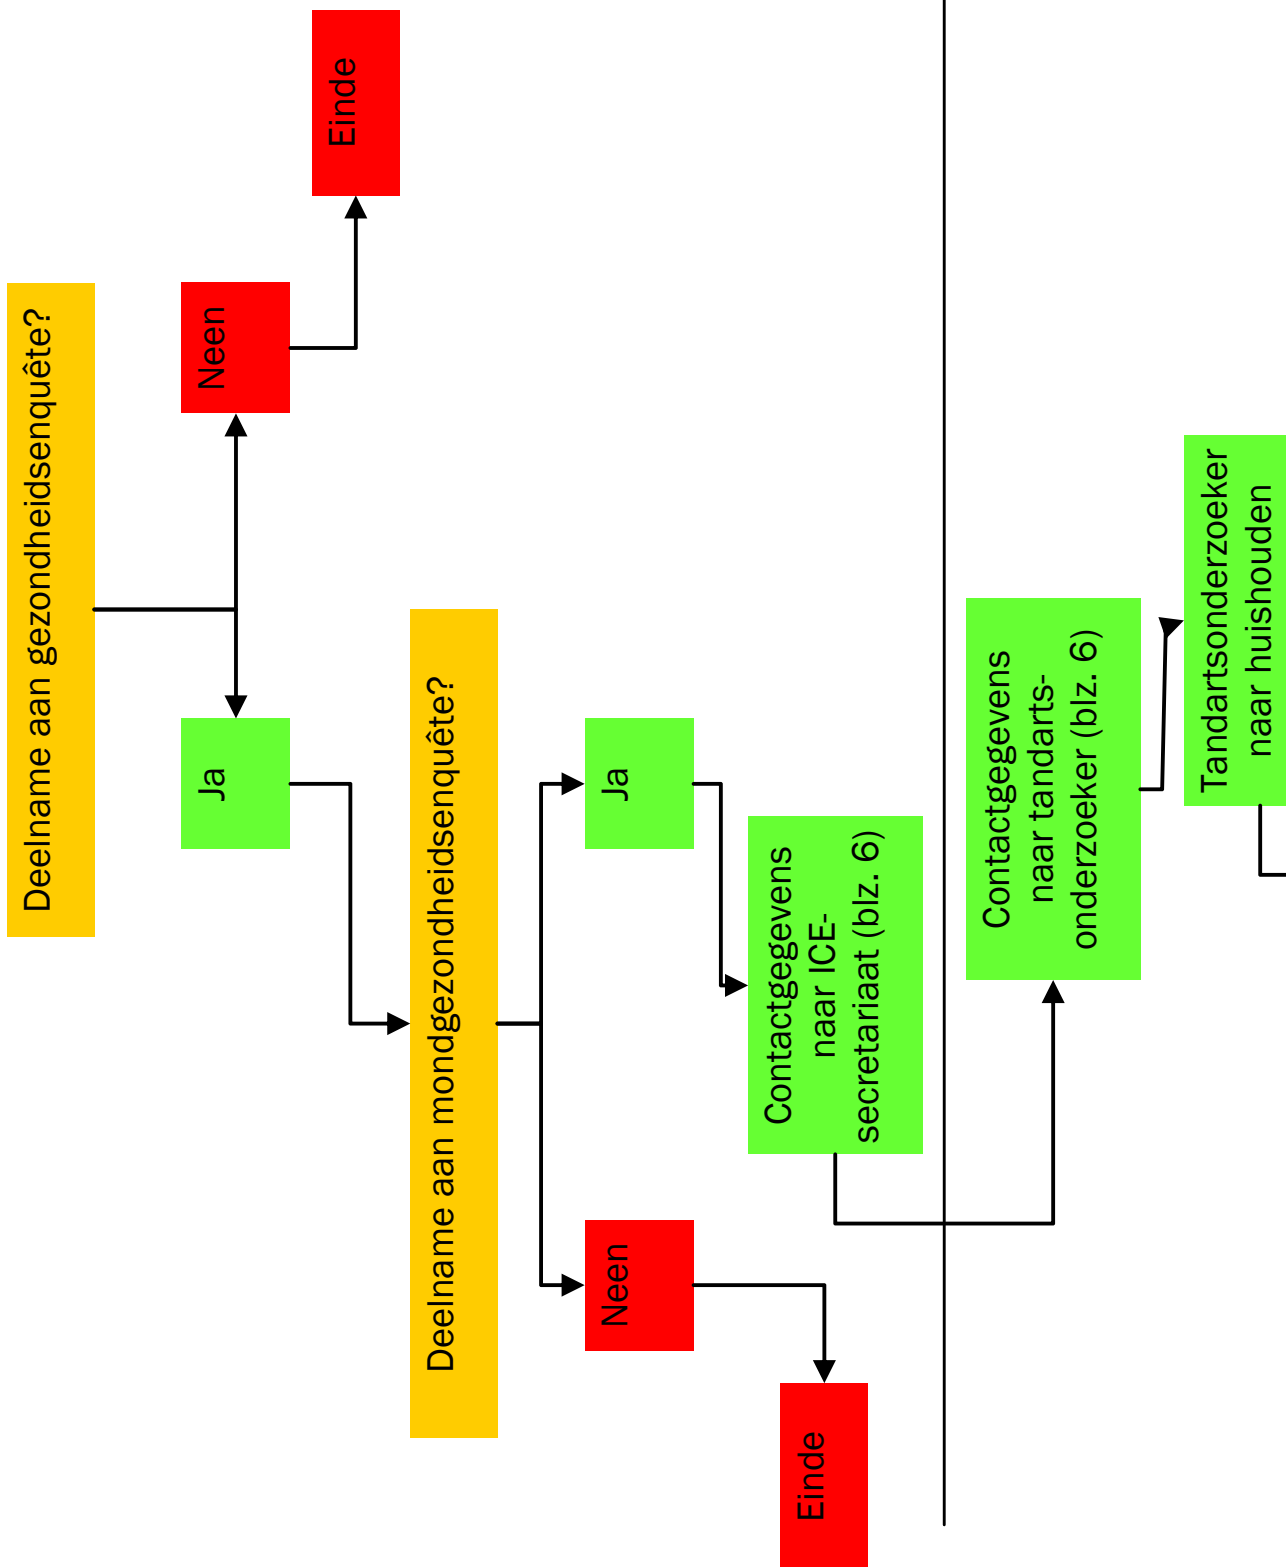 Deelname aan gezondheidsenquête?
Ja
Neen
Einde
Deelname aan mondgezondheidsenquête?
Neen
Ja
Einde
Contactgegevens
naar ICE-
secretariaat (blz. 6)
Contactgegevens
naar tandarts-
onderzoeker (blz. 6)
Tandartsonderzoeker
naar huishouden